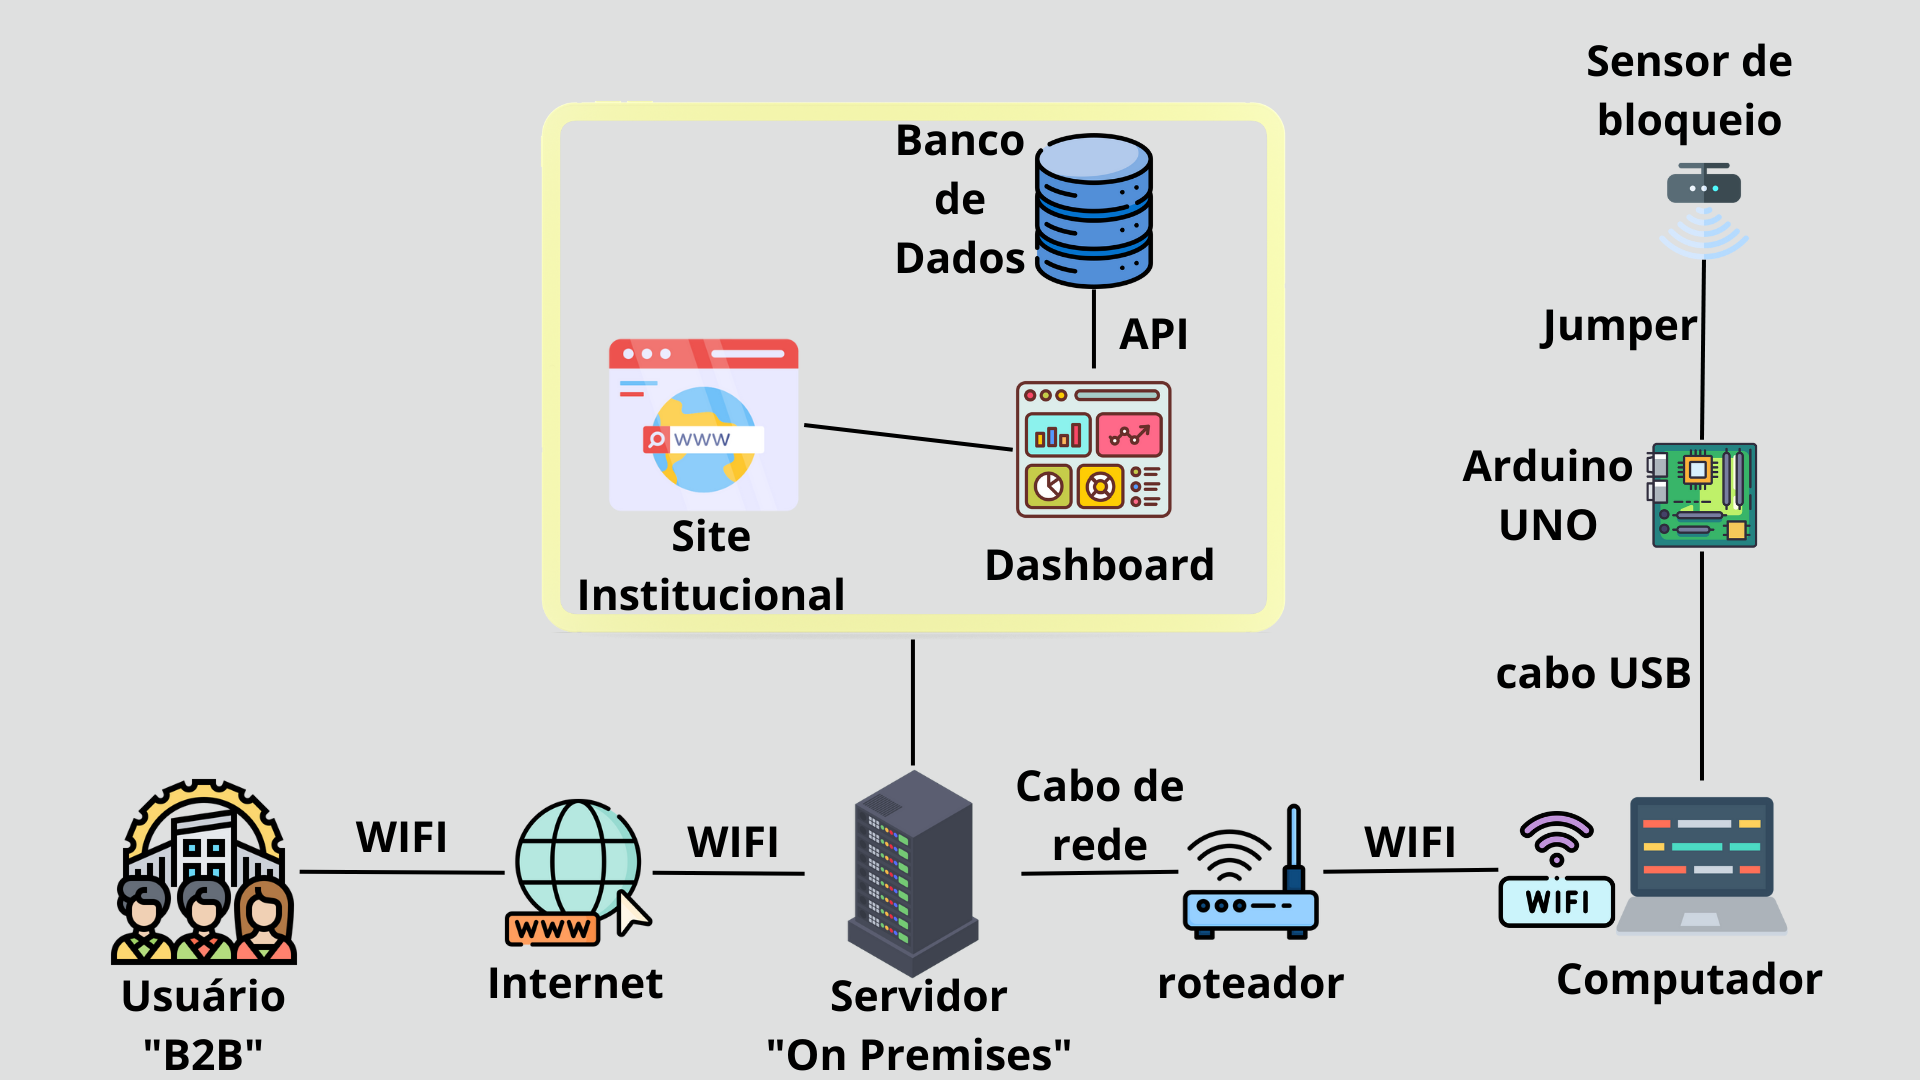 Sensor de
bloqueio
Banco
de
Dados
API
Jumper
WWW
Site
Institucional
Dashboard
Arduino
UNO
cabo USB
WIFI
WIFI
Cabo de
rede
WIFI
WIFI
WWW
Usuário
"B2B"
Internet
Servidor
"On Premises"
roteador
Computador